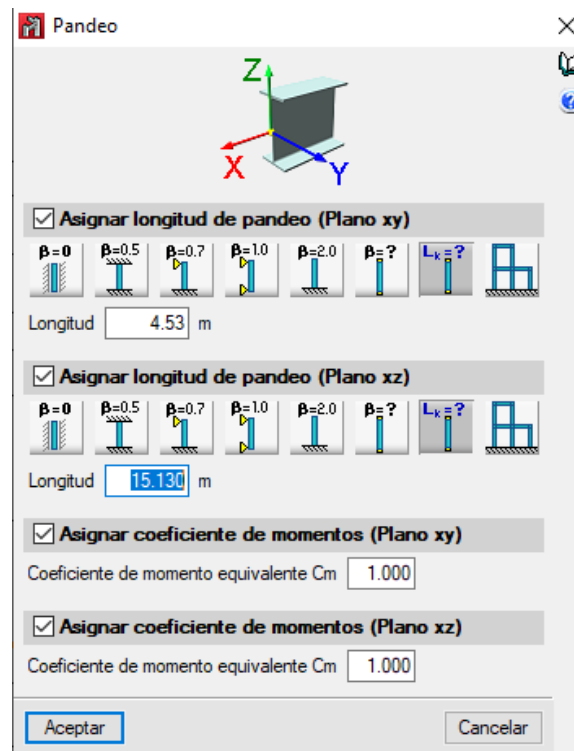 Pandeo
Z
X
Y
Asignar longitud de pandeo (Plano xy)
β=0 β=0.5 β=0.7 β=1.0 β=2.0 β=? Lk=?
Longitud 4.53 m
Asignar longitud de pandeo (Plano xz)
β=0 β=0.5 β=0.7 β=1.0 β=2.0 β=? Lk=?
Longitud 15.130 m
Asignar coeficiente de momentos (Plano xy)
Coeficiente de momento equivalente Cm 1.000
Asignar coeficiente de momentos (Plano xz)
Coeficiente de momento equivalente Cm 1.000
Aceptar Cancelar